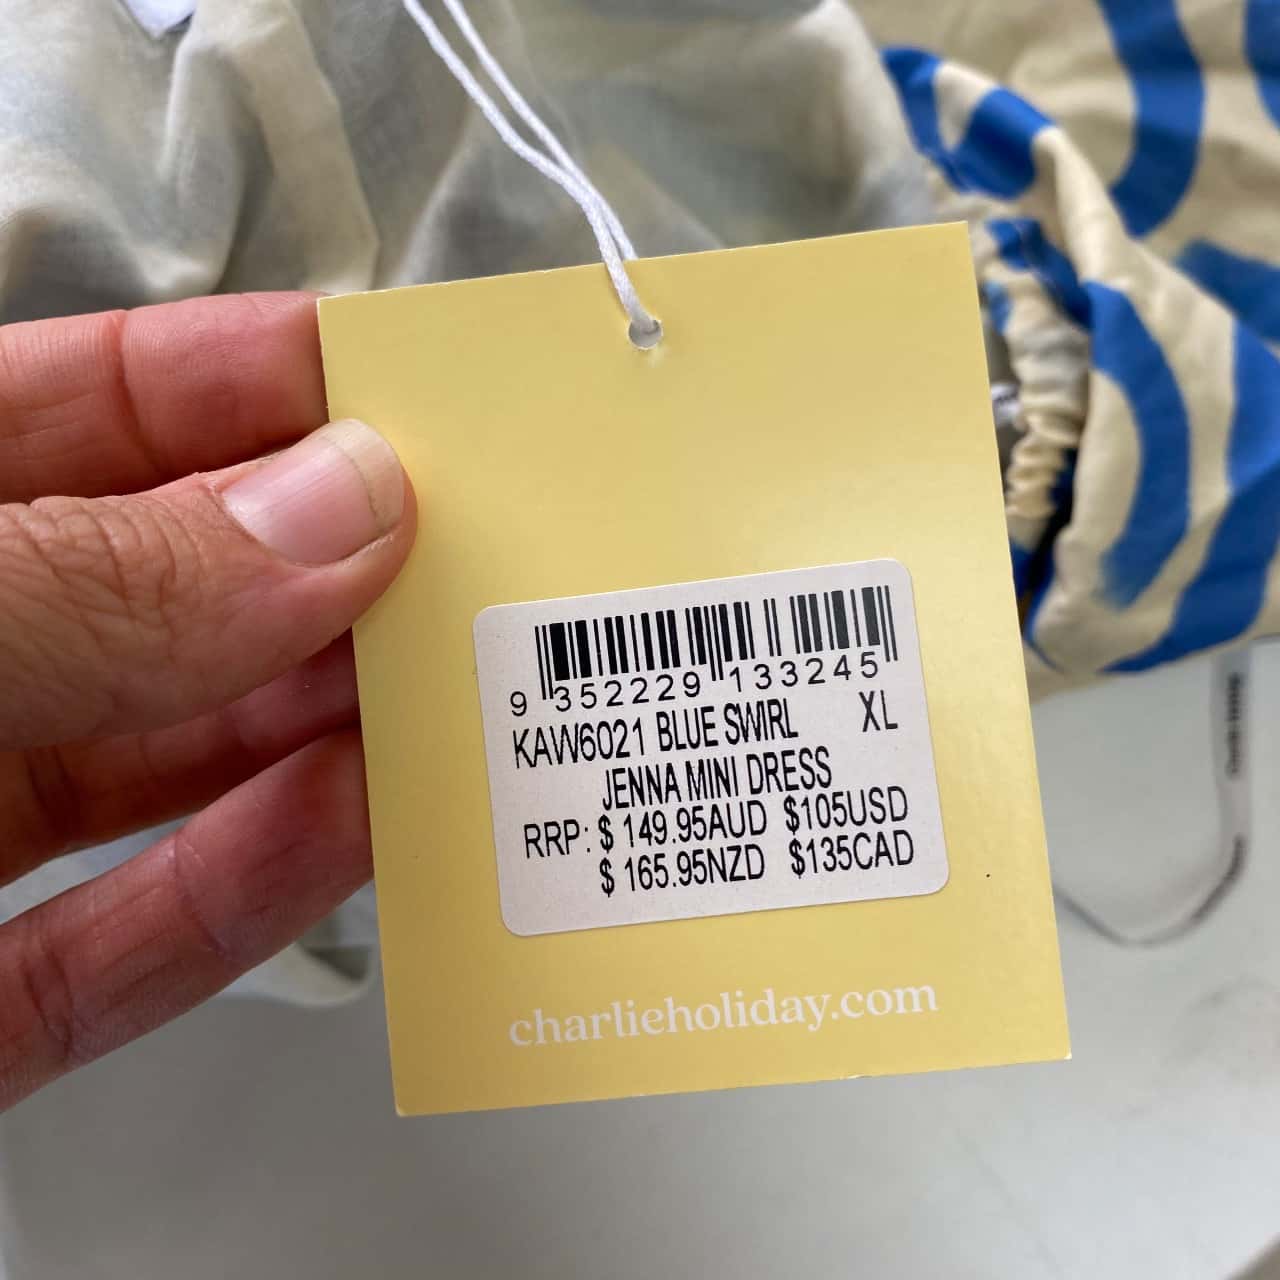 9 352229 133245
KAW6021 BLUE SWIRL XL
JENNA MINI DRESS
RRP: $ 149.95AUD $105USD
$ 165.95NZD $135CAD
charlieholiday.com